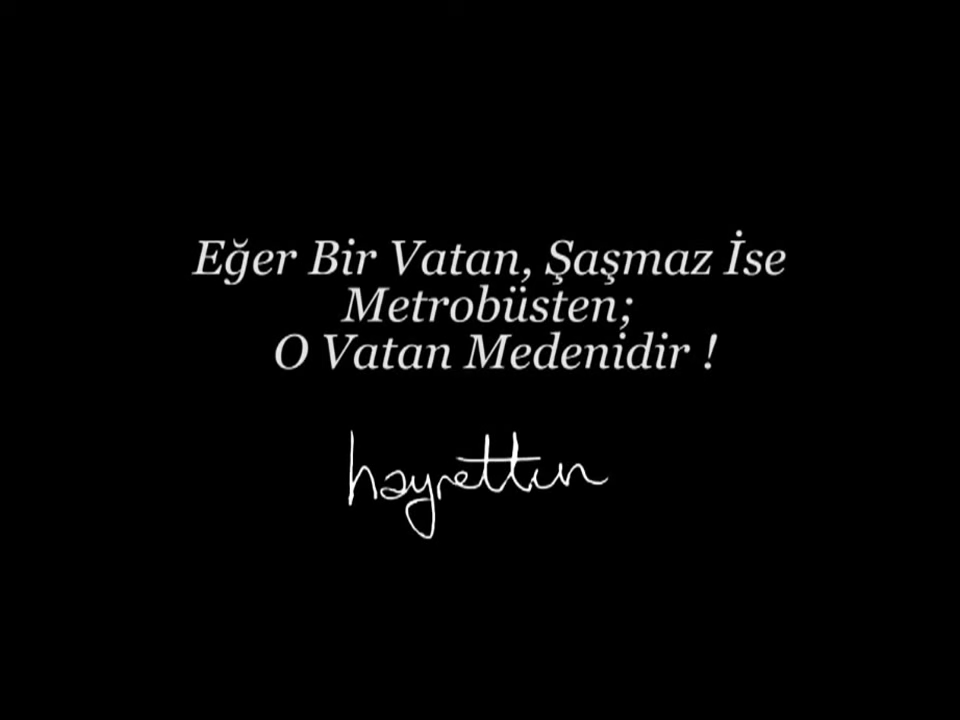 Eğer Bir Vatan, Şaşmaz İse
Metrobüsten;
O Vatan Medenidir !
hayrettin